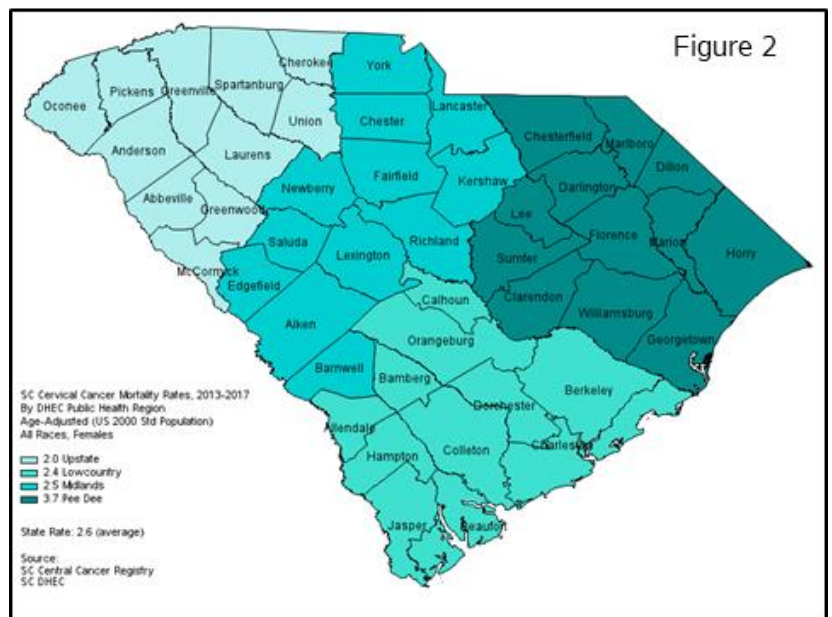 Figure 2
York
Cherokee
Spartanburg
Greenville
Pickens
Oconee
Lancaster
Union
Chester
Chesterfield
Marlboro
Anderson
Laurens
Dillon
Fairfield
Kershaw
Newberry
Darlington
Abbeville
Greenwood
Lee
Florence
Marion
Saluda
Richland
Lexington
Horry
Sumter
McCormick
Edgefield
Clarendon
Calhoun
Williamsburg
Aiken
Orangeburg
Georgetown
Barnwell
Bamberg
Berkeley
Dorchester
Allendale
Charleston
Colleton
Hampton
Jasper
Beaufort
SC Cervical Cancer Mortality Rates, 2013-2017
By DHEC Public Health Region
Age-Adjusted (US 2000 Std Population)
All Races, Females
2.0 Upstate
2.4 Lowcountry
2.5 Midlands
3.7 Pee Dee
State Rate: 2.6 (average)
Source:
SC Central Cancer Registry
SC DHEC